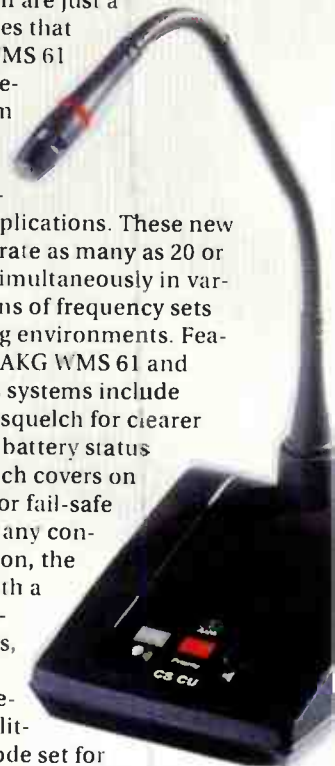 n are just a
es that
MS 61
e-
n
-
plications. These new
rate as many as 20 or
imultaneously in var-
ns of frequency sets
g environments. Fea-
AKG WMS 61 and
systems include
squelch for clearer
battery status
ch covers on
or fail-safe
any con-
on, the
th a
-
s,
e-
lit-
ode set for
Priority
CS CU